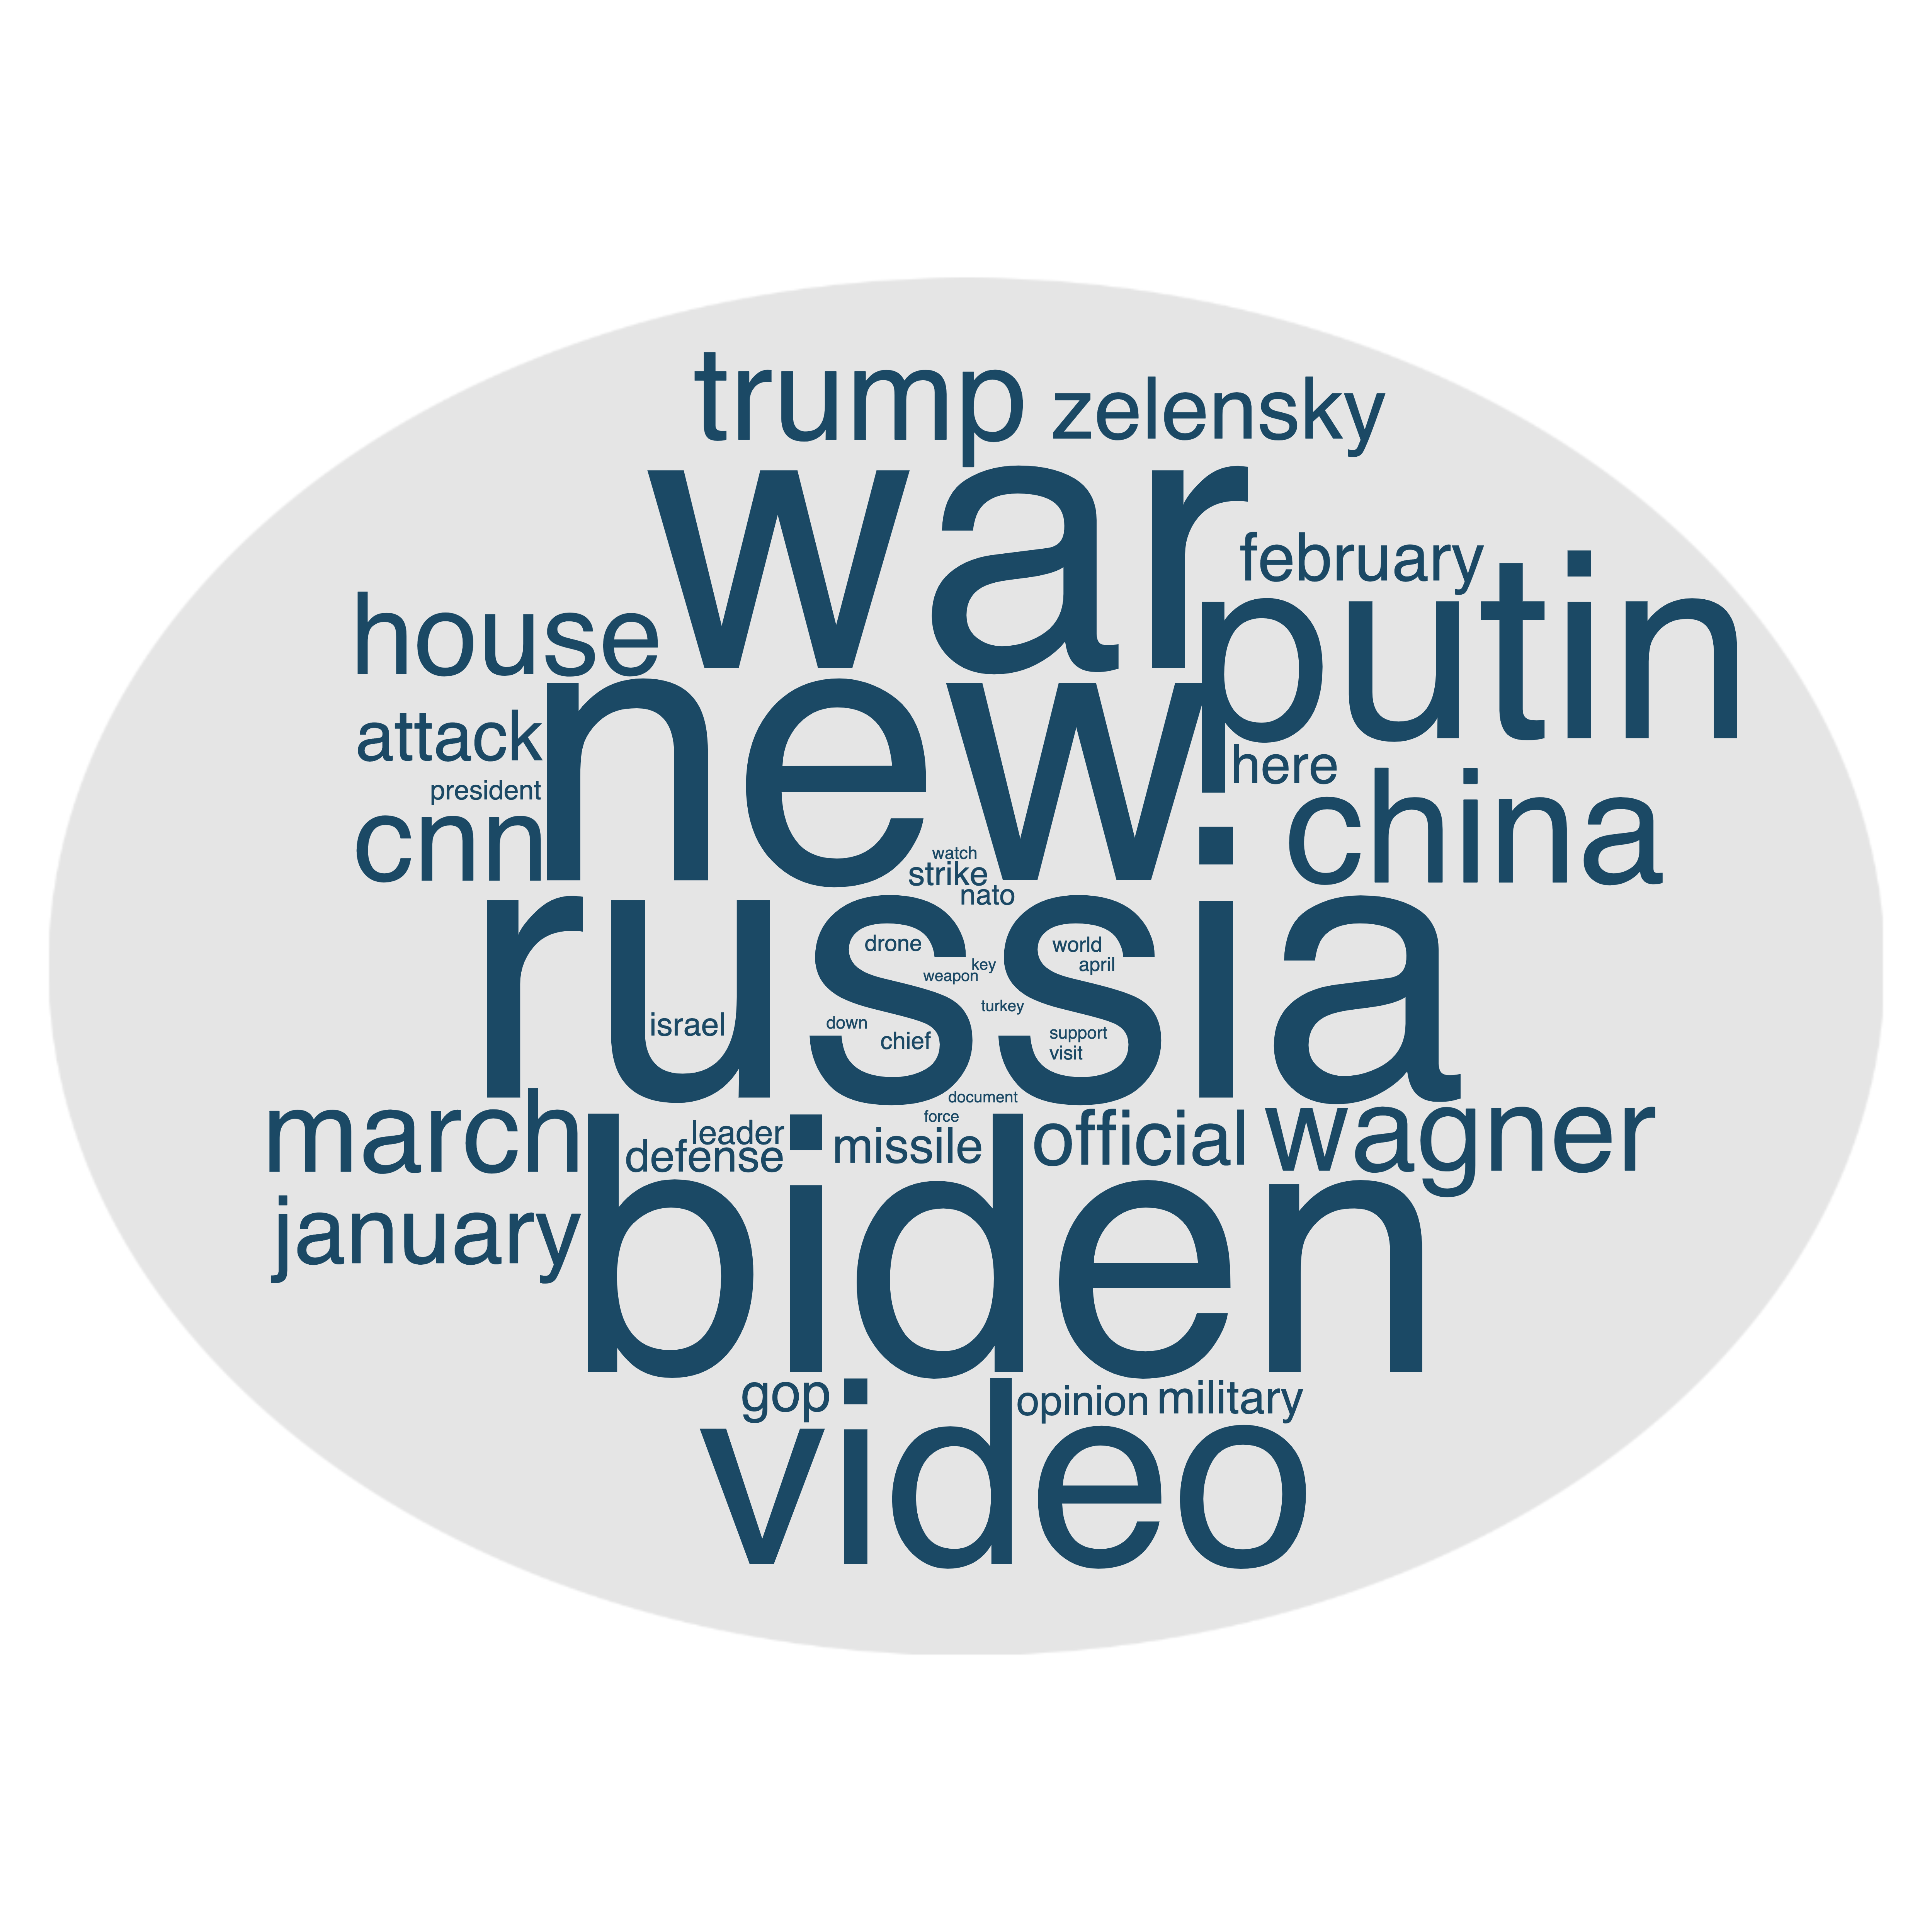 trump zelensky
war
february
house
putin
new
attack
here
president
china
cnn
watch
strike
nato
russia
drone
world
key
april
weapon
turkey
israel
down
support
chief
visit
document
march
force
leader
defense
missile
official
wagner
biden
january
gop
opinion
military
video